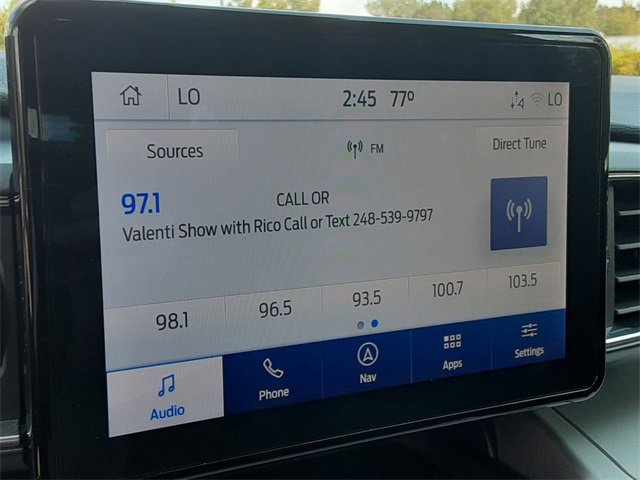 LO 2:45 77° 4 LO
Sources FM Direct Tune
97.1 CALL OR
Valenti Show with Rico Call or Text 248-539-9797
98.1 96.5 93.5 100.7 103.5
Audio Phone Nav Apps Settings